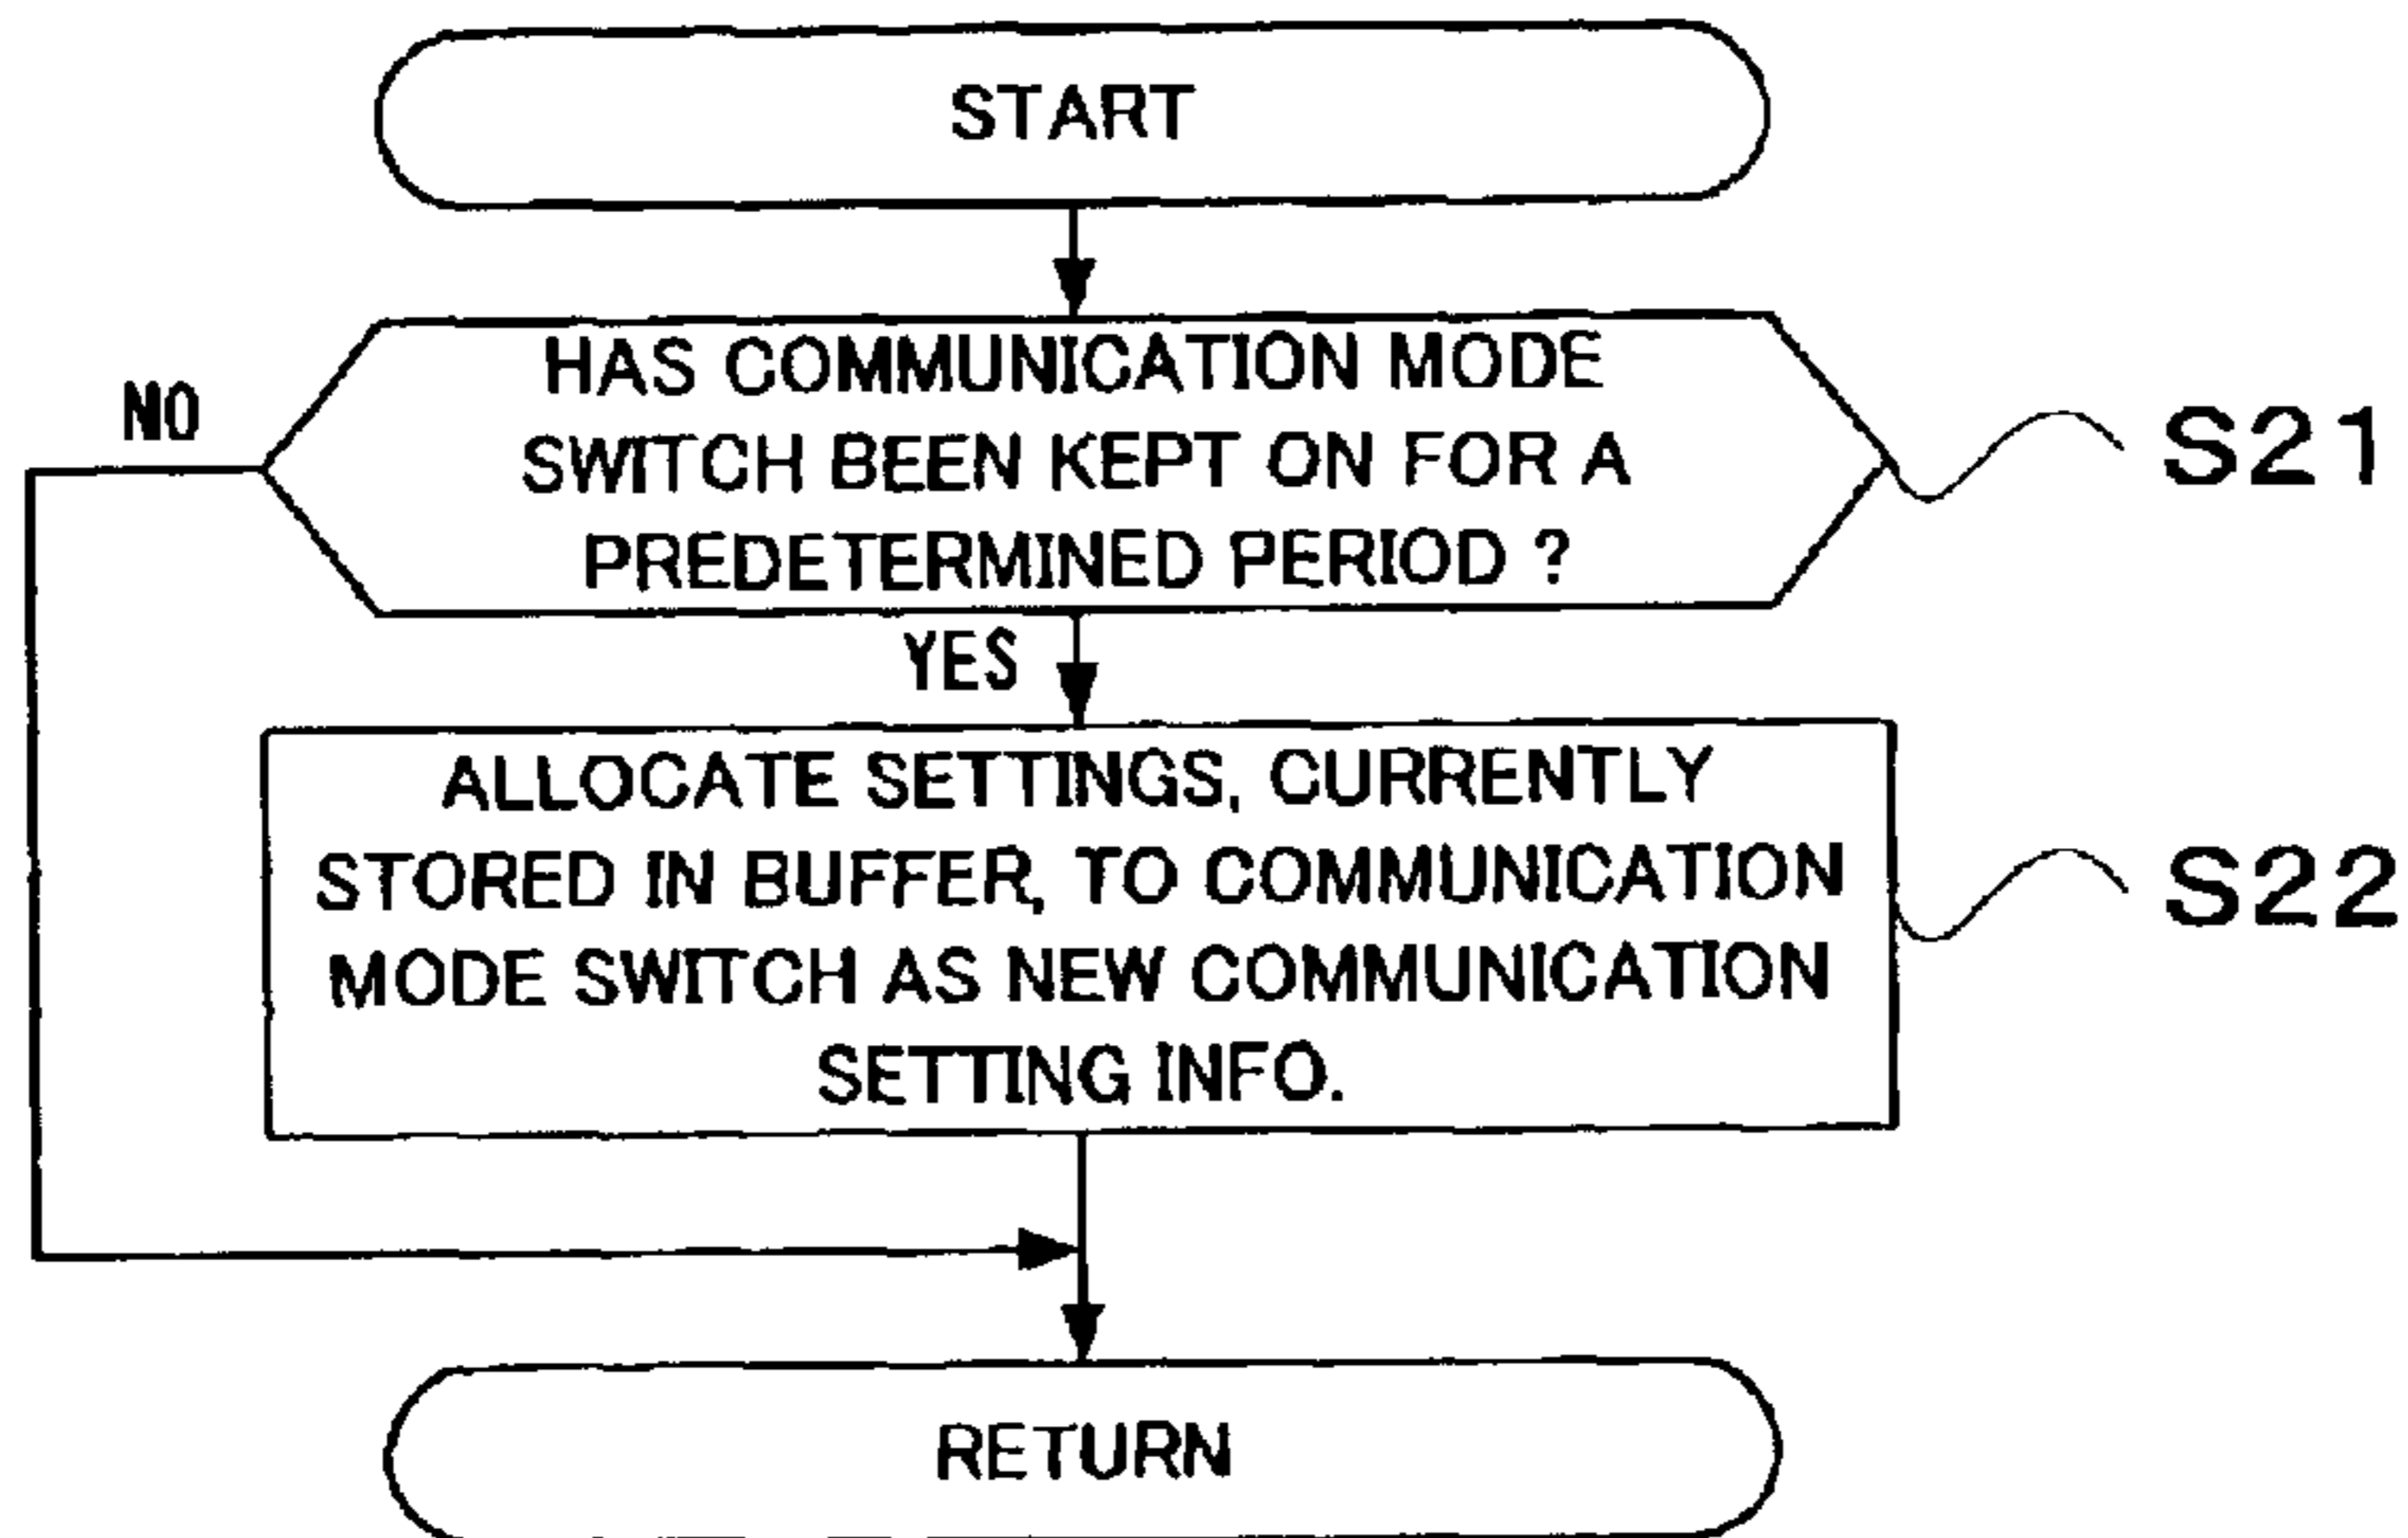 START
HAS COMMUNICATION MODE
SWITCH BEEN KEPT ON FOR A
PREDETERMINED PERIOD ?
NO
S21
YES
ALLOCATE SETTINGS, CURRENTLY
STORED IN BUFFER, TO COMMUNICATION
MODE SWITCH AS NEW COMMUNICATION
SETTING INFO.
S22
RETURN